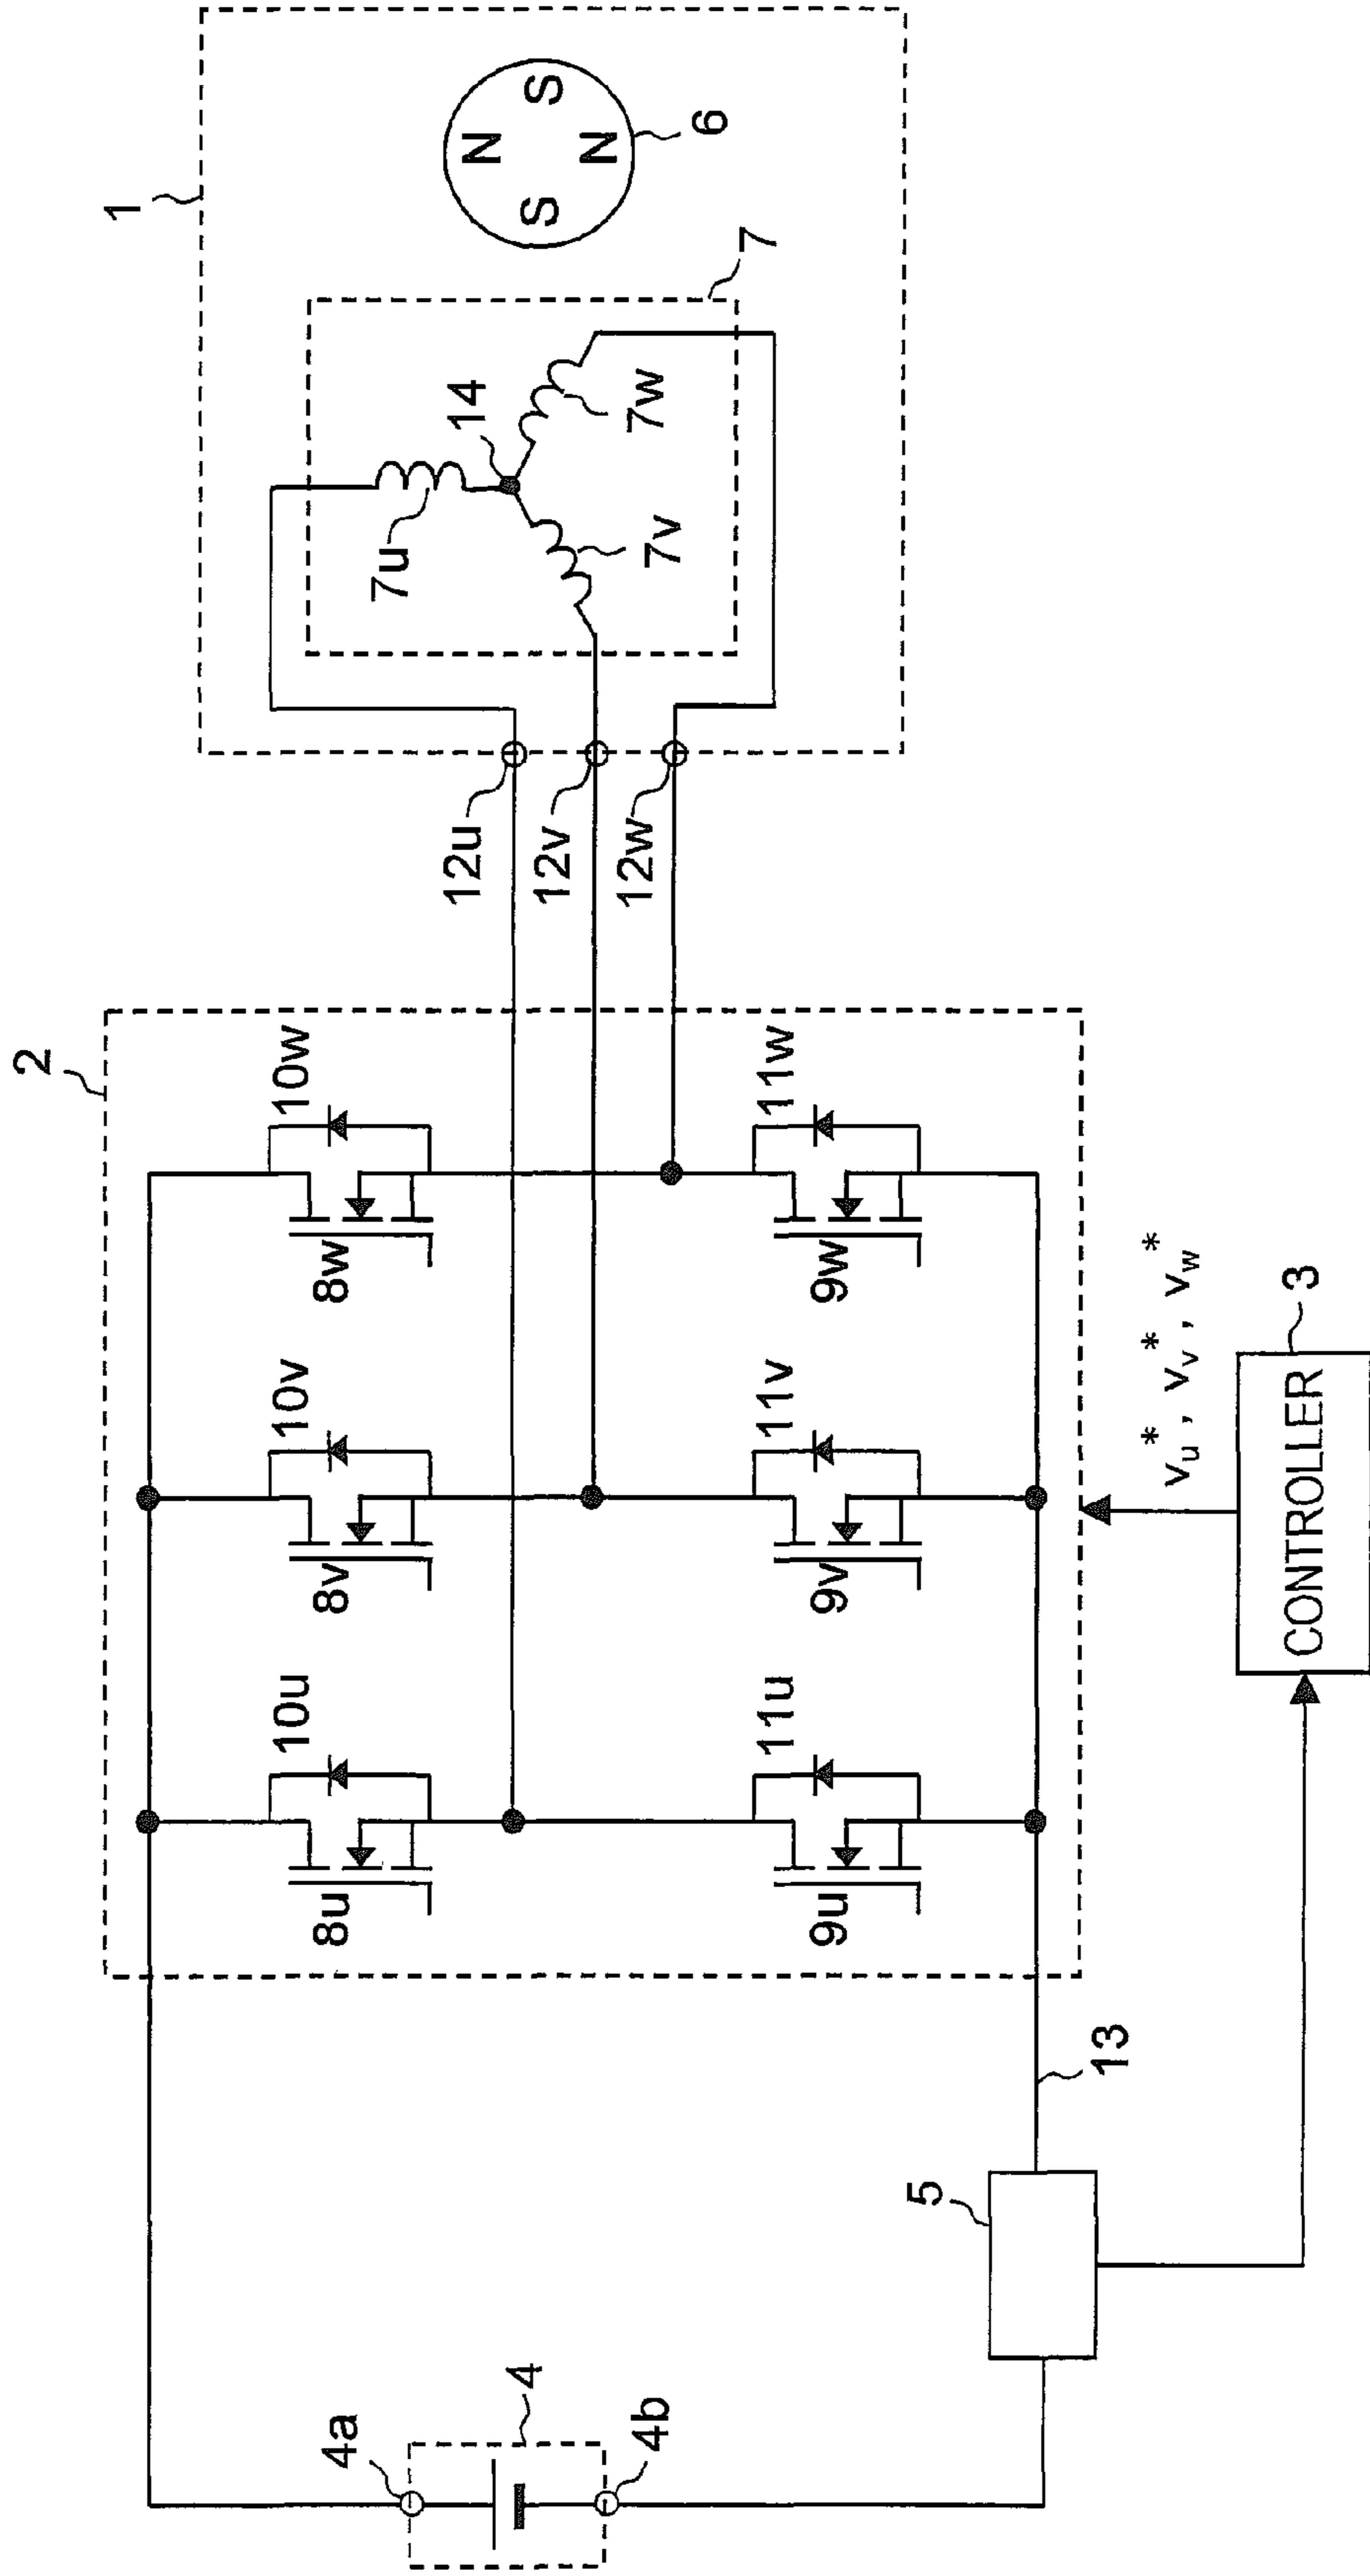 1
6
S
N
N
S
7
14
7u
7v
7w
12u
12v
12w
2
10u
10v
10w
8u
8v
8w
11u
11v
11w
9u
9v
9w
vu*, vv*, vw*
3
CONTROLLER
13
5
4
4a
4b